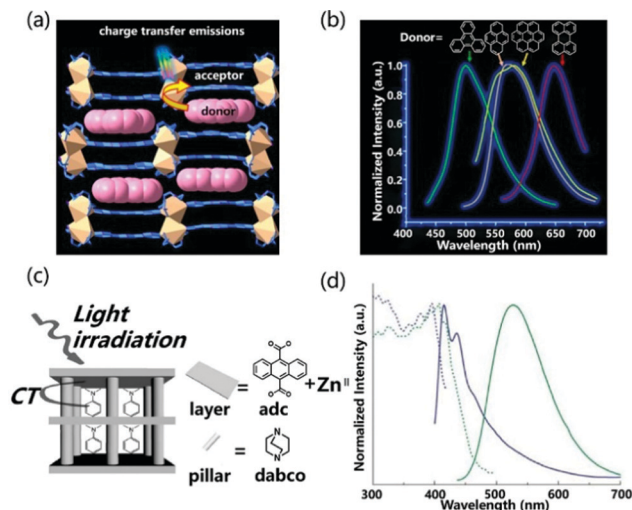 (a)
charge transfer emissions
acceptor
donor
(b)
Donor=
Normalized Intensity (a.u.)
1.0
0.8
0.6
0.4
0.2
0.0
400 450 500 550 600 650 700
Wavelength (nm)
(c)
Light
irradiation
CT
N N
N N
layer = adc +Zn^II
O O
O O
pillar = dabco
N
N
(d)
Normalized Intensity (a.u.)
300 400 500 600 700
Wavelength (nm)